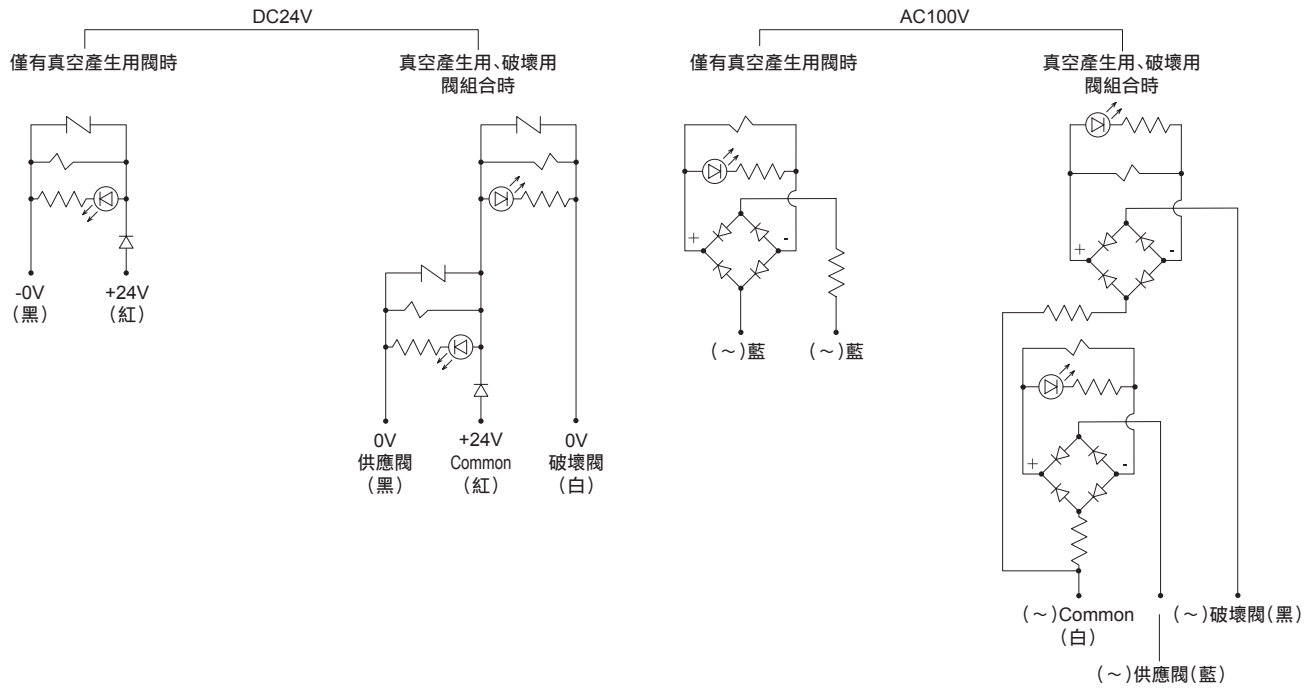 DC24V
僅有真空產生用閥時
真空產生用、破壞用
閥組合時
-0V
(黑)
+24V
(紅)
0V
供應閥
(黑)
+24V
Common
(紅)
0V
破壞閥
(白)
AC100V
僅有真空產生用閥時
真空產生用、破壞用
閥組合時
+
-
(~)藍
(~)藍
+
-
+
-
(~)Common
(白)
(~)破壞閥(黑)
(~)供應閥(藍)